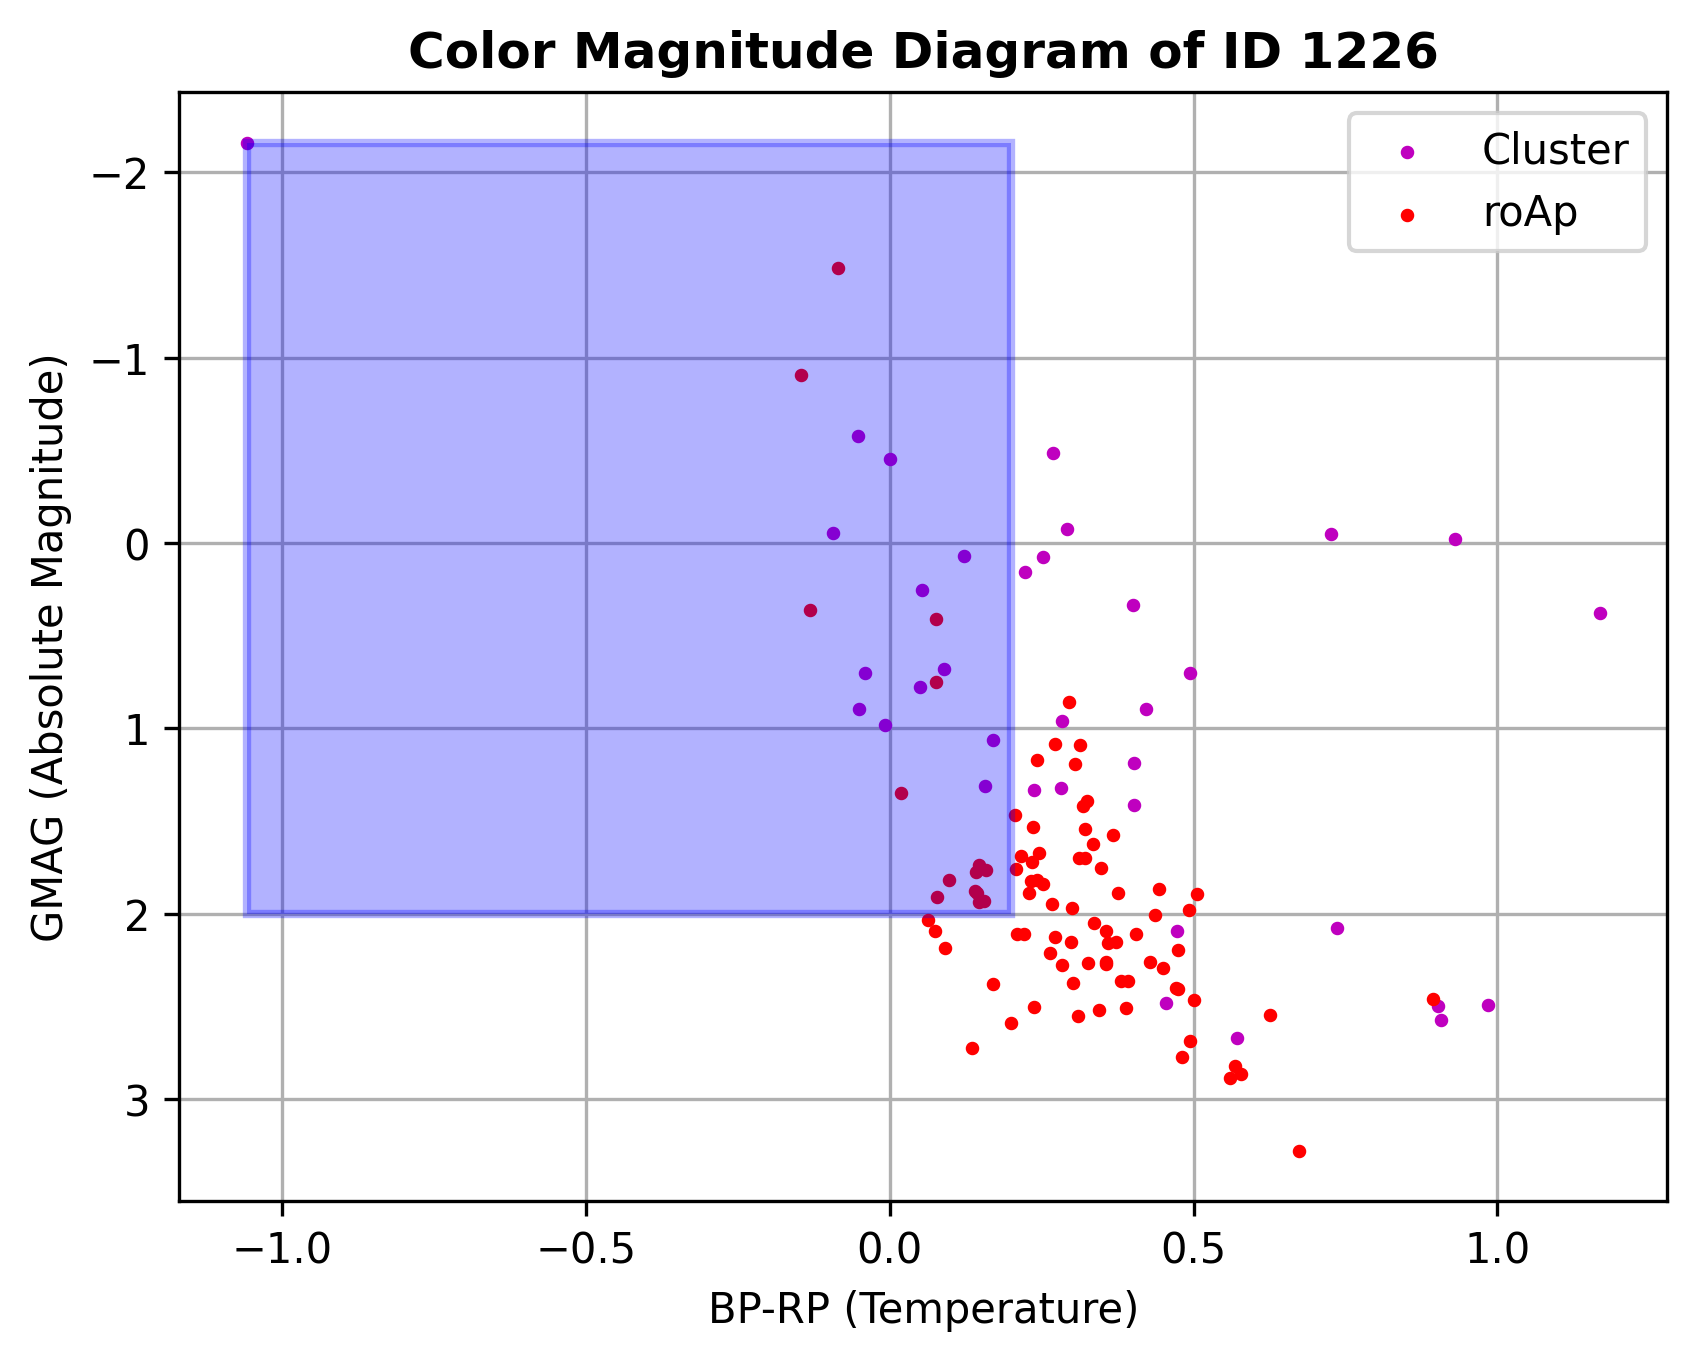 Color Magnitude Diagram of ID 1226
Cluster
roAp
−2
−1
0
1
2
3
GMAG (Absolute Magnitude)
−1.0
−0.5
0.0
0.5
1.0
BP-RP (Temperature)